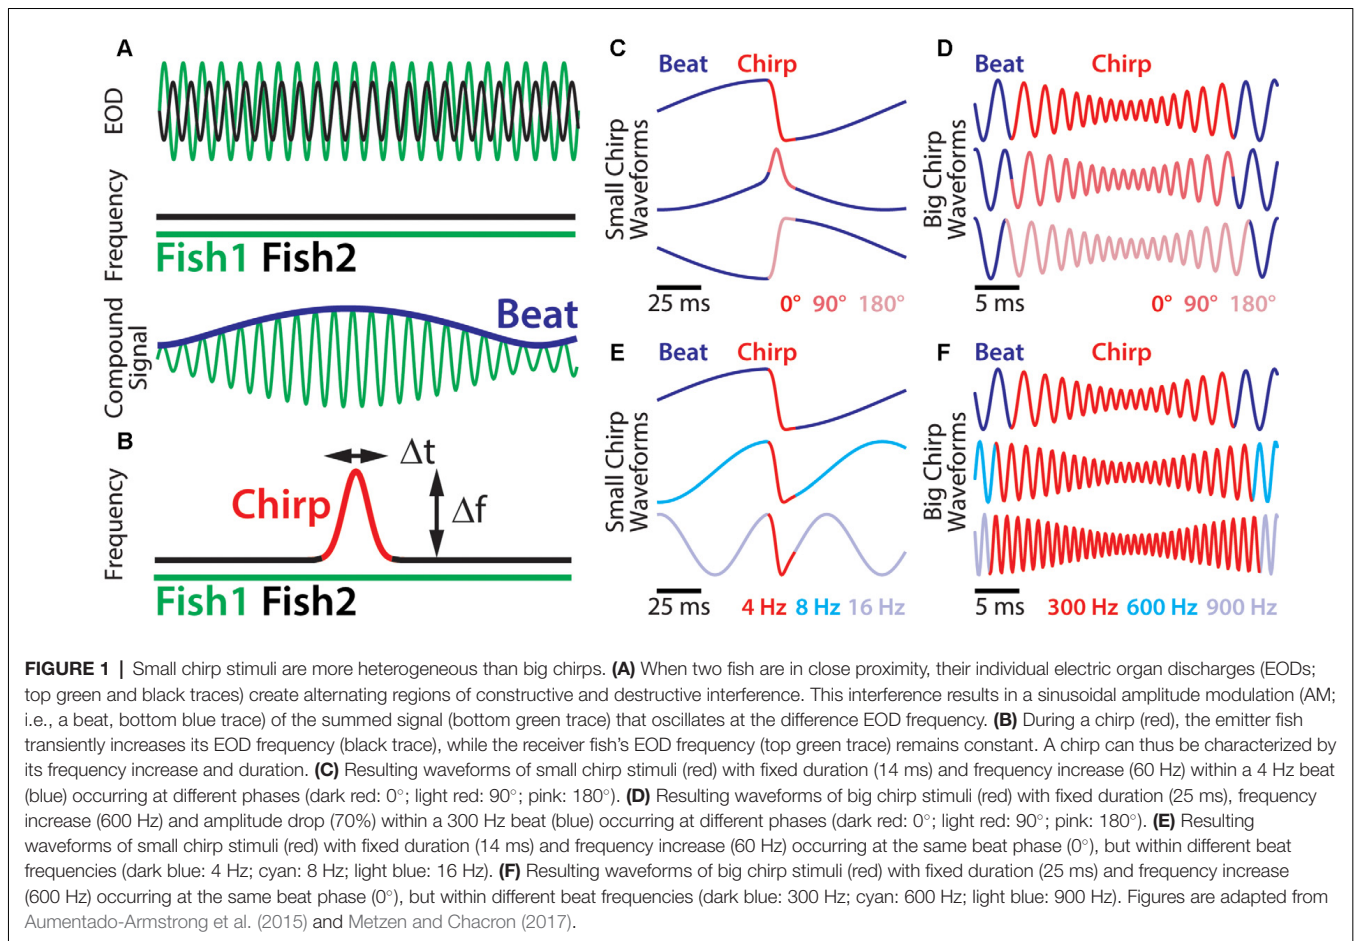 A
EOD
Frequency
Fish1 Fish2
Compound
Signal
Beat
B
Frequency
Chirp
Δt
Δf
Fish1 Fish2
C
Beat Chirp
Small Chirp
Waveforms
25 ms
0° 90° 180°
D
Beat Chirp
Big Chirp
Waveforms
5 ms
0° 90° 180°
E
Beat Chirp
Small Chirp
Waveforms
25 ms
4 Hz 8 Hz 16 Hz
F
Beat Chirp
Big Chirp
Waveforms
5 ms
300 Hz 600 Hz 900 Hz
FIGURE 1 | Small chirp stimuli are more heterogeneous than big chirps. (A) When two fish are in close proximity, their individual electric organ discharges (EODs;
top green and black traces) create alternating regions of constructive and destructive interference. This interference results in a sinusoidal amplitude modulation (AM;
i.e., a beat, bottom blue trace) of the summed signal (bottom green trace) that oscillates at the difference EOD frequency. (B) During a chirp (red), the emitter fish
transiently increases its EOD frequency (black trace), while the receiver fish's EOD frequency (top green trace) remains constant. A chirp can thus be characterized by
its frequency increase and duration. (C) Resulting waveforms of small chirp stimuli (red) with fixed duration (14 ms) and frequency increase (60 Hz) within a 4 Hz beat
(blue) occurring at different phases (dark red: 0°; light red: 90°; pink: 180°). (D) Resulting waveforms of big chirp stimuli (red) with fixed duration (25 ms), frequency
increase (600 Hz) and amplitude drop (70%) within a 300 Hz beat (blue) occurring at different phases (dark red: 0°; light red: 90°; pink: 180°). (E) Resulting
waveforms of small chirp stimuli (red) with fixed duration (14 ms) and frequency increase (60 Hz) occurring at the same beat phase (0°), but within different beat
frequencies (dark blue: 4 Hz; cyan: 8 Hz; light blue: 16 Hz). (F) Resulting waveforms of big chirp stimuli (red) with fixed duration (25 ms) and frequency increase
(600 Hz) occurring at the same beat phase (0°), but within different beat frequencies (dark blue: 300 Hz; cyan: 600 Hz; light blue: 900 Hz). Figures are adapted from
Aumentado-Armstrong et al. (2015) and Metzen and Chacron (2017).